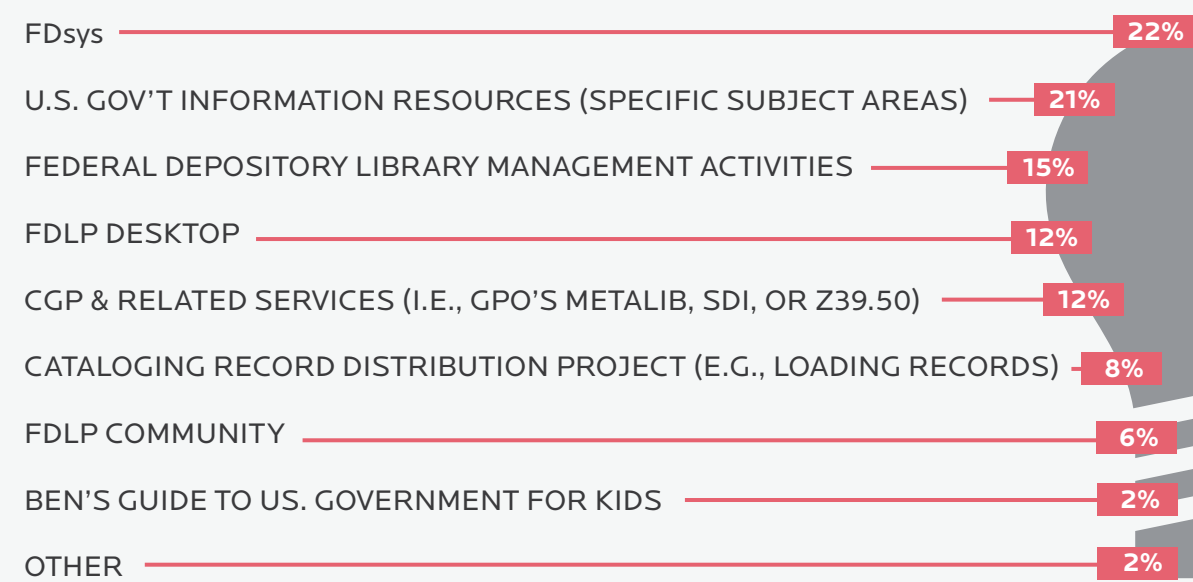 FDsys 22%
U.S. GOV'T INFORMATION RESOURCES (SPECIFIC SUBJECT AREAS) 21%
FEDERAL DEPOSITORY LIBRARY MANAGEMENT ACTIVITIES 15%
FDLP DESKTOP 12%
CGP & RELATED SERVICES (I.E., GPO'S METALIB, SDI, OR Z39.50) 12%
CATALOGING RECORD DISTRIBUTION PROJECT (E.G., LOADING RECORDS) 8%
FDLP COMMUNITY 6%
BEN'S GUIDE TO US. GOVERNMENT FOR KIDS 2%
OTHER 2%